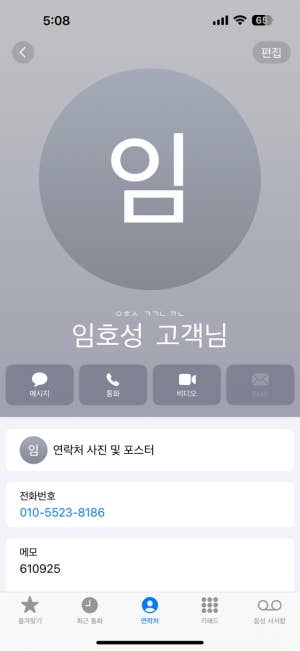 5:08
65
편집
임
임호성 고객님
메시지
통화
비디오
임
연락처 사진 및 포스터
전화번호
010-5523-8186
메모
610925
즐겨찾기
최근 통화
연락처
키패드
음성 사서함